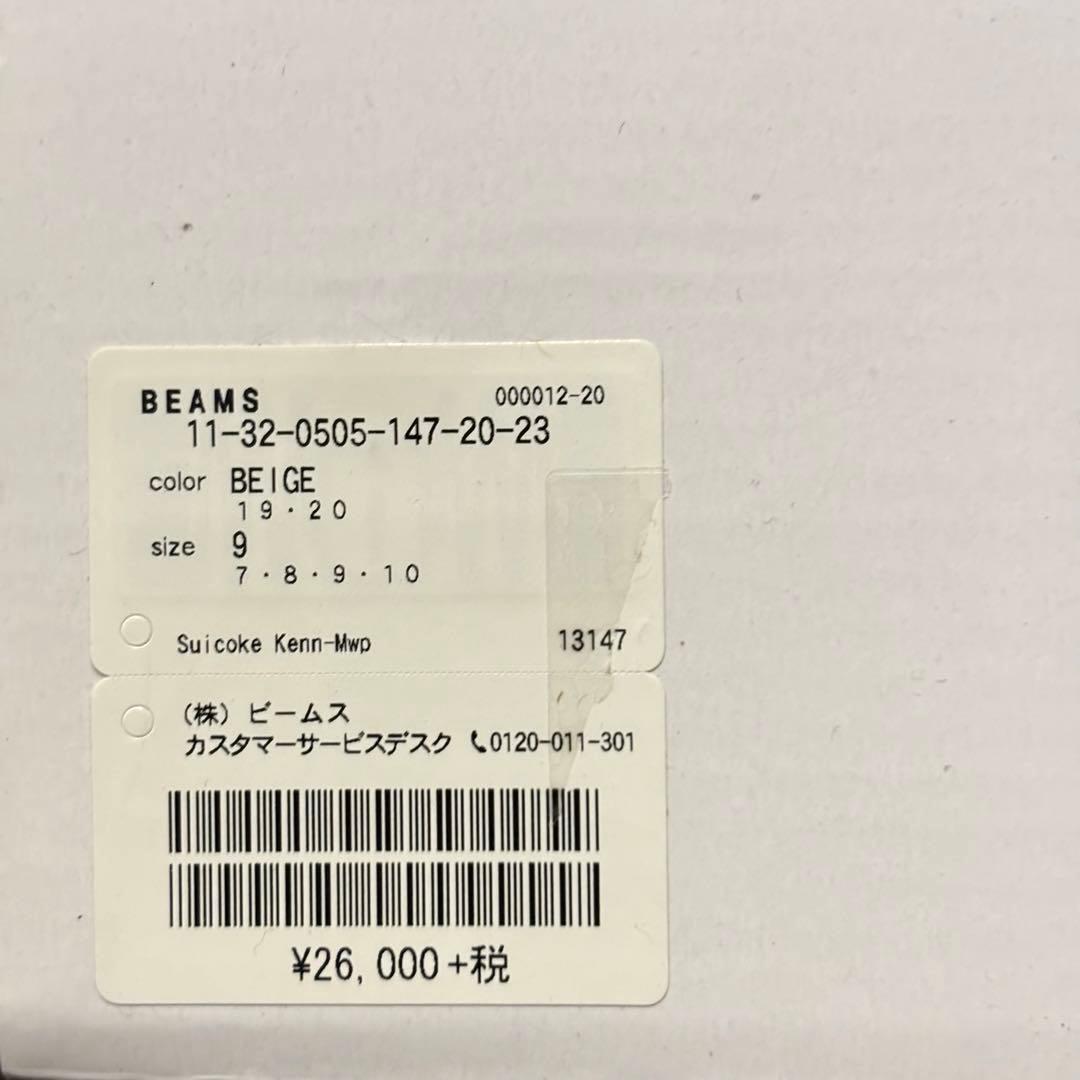 BEAMS 000012-20
11-32-0505-147-20-23
color BEIGE
19・20
size 9
7・8・9・10
Suicoke Kenn-Mwp 13147
(株) ビームス
カスタマーサービスデスク 0120-011-301
¥26,000+税